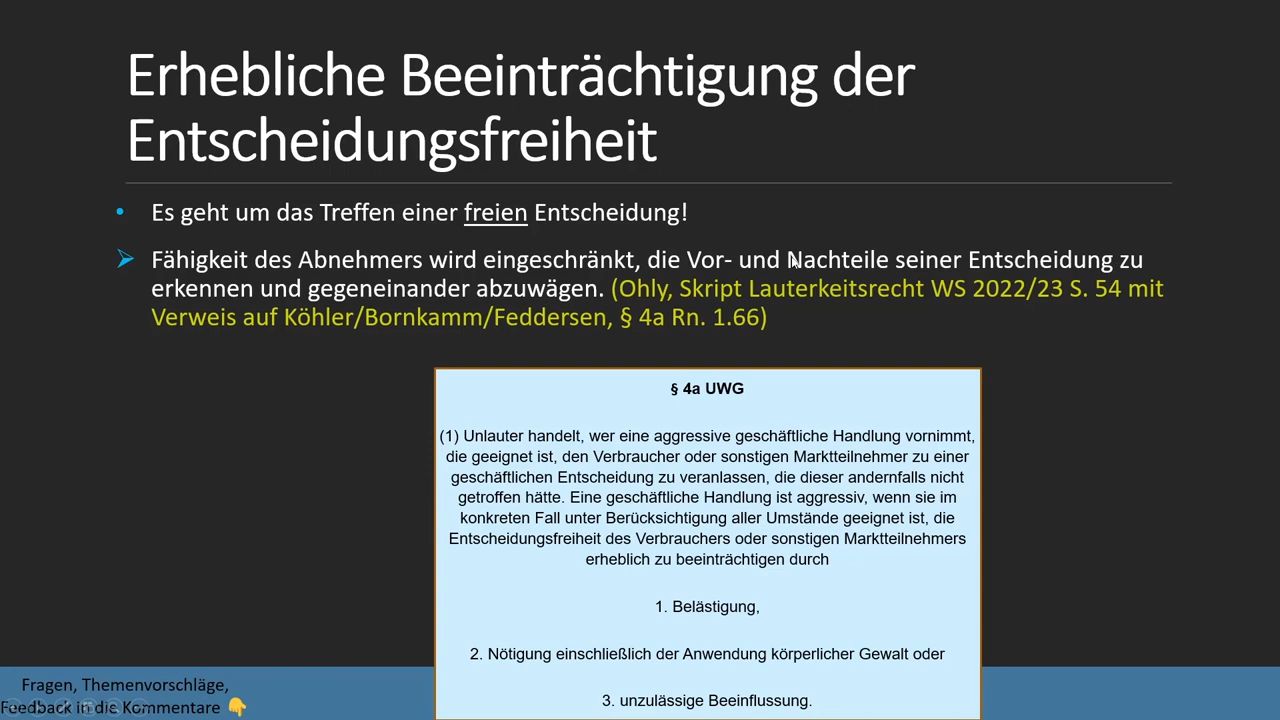 Erhebliche Beeinträchtigung der
Entscheidungsfreiheit
• Es geht um das Treffen einer freien Entscheidung!
➢ Fähigkeit des Abnehmers wird eingeschränkt, die Vor- und Nachteile seiner Entscheidung zu
erkennen und gegeneinander abzuwägen. (Ohly, Skript Lauterkeitsrecht WS 2022/23 S. 54 mit
Verweis auf Köhler/Bornkamm/Feddersen, § 4a Rn. 1.66)
§ 4a UWG
(1) Unlauter handelt, wer eine aggressive geschäftliche Handlung vornimmt,
die geeignet ist, den Verbraucher oder sonstigen Marktteilnehmer zu einer
geschäftlichen Entscheidung zu veranlassen, die dieser andernfalls nicht
getroffen hätte. Eine geschäftliche Handlung ist aggressiv, wenn sie im
konkreten Fall unter Berücksichtigung aller Umstände geeignet ist, die
Entscheidungsfreiheit des Verbrauchers oder sonstigen Marktteilnehmers
erheblich zu beeinträchtigen durch
1. Belästigung,
2. Nötigung einschließlich der Anwendung körperlicher Gewalt oder
3. unzulässige Beeinflussung.
Fragen, Themenvorschläge,
Feedback in die Kommentare 👇